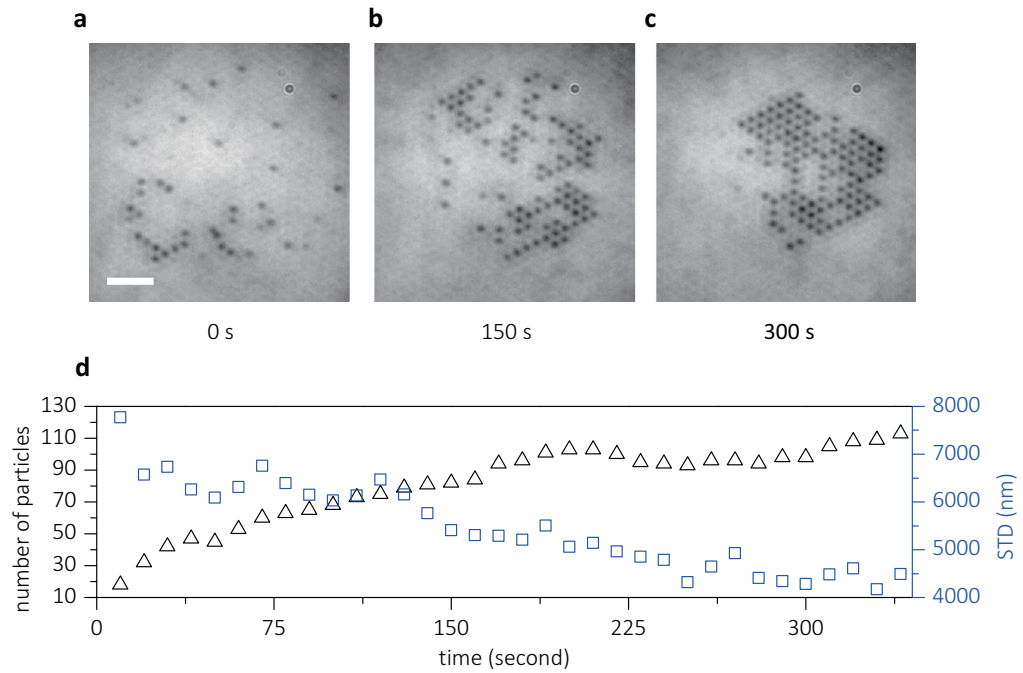 a
b
c
0 s
150 s
300 s
d
130
110
90
70
50
30
10
number of particles
8000
7000
6000
5000
4000
STD (nm)
0
75
150
225
300
time (second)